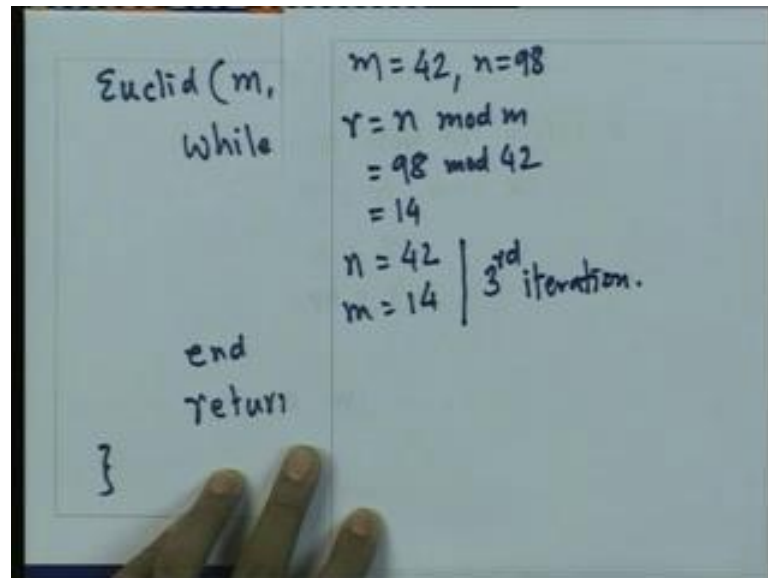 Euclid (m,
while
end
return
}
m = 42, n=98
r = n mod m
= 98 mod 42
= 14
n = 42
m = 14
3rd iteration.